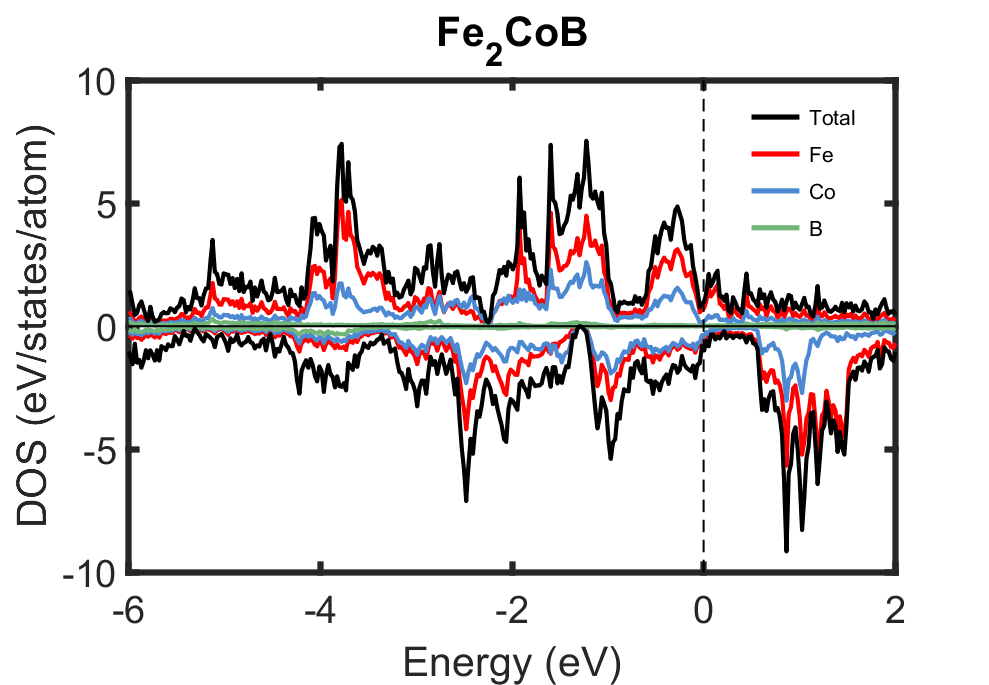 Fe₂CoB
DOS (eV/states/atom)
10
5
0
-5
-10
Total
Fe
Co
B
-6 -4 -2 0 2
Energy (eV)